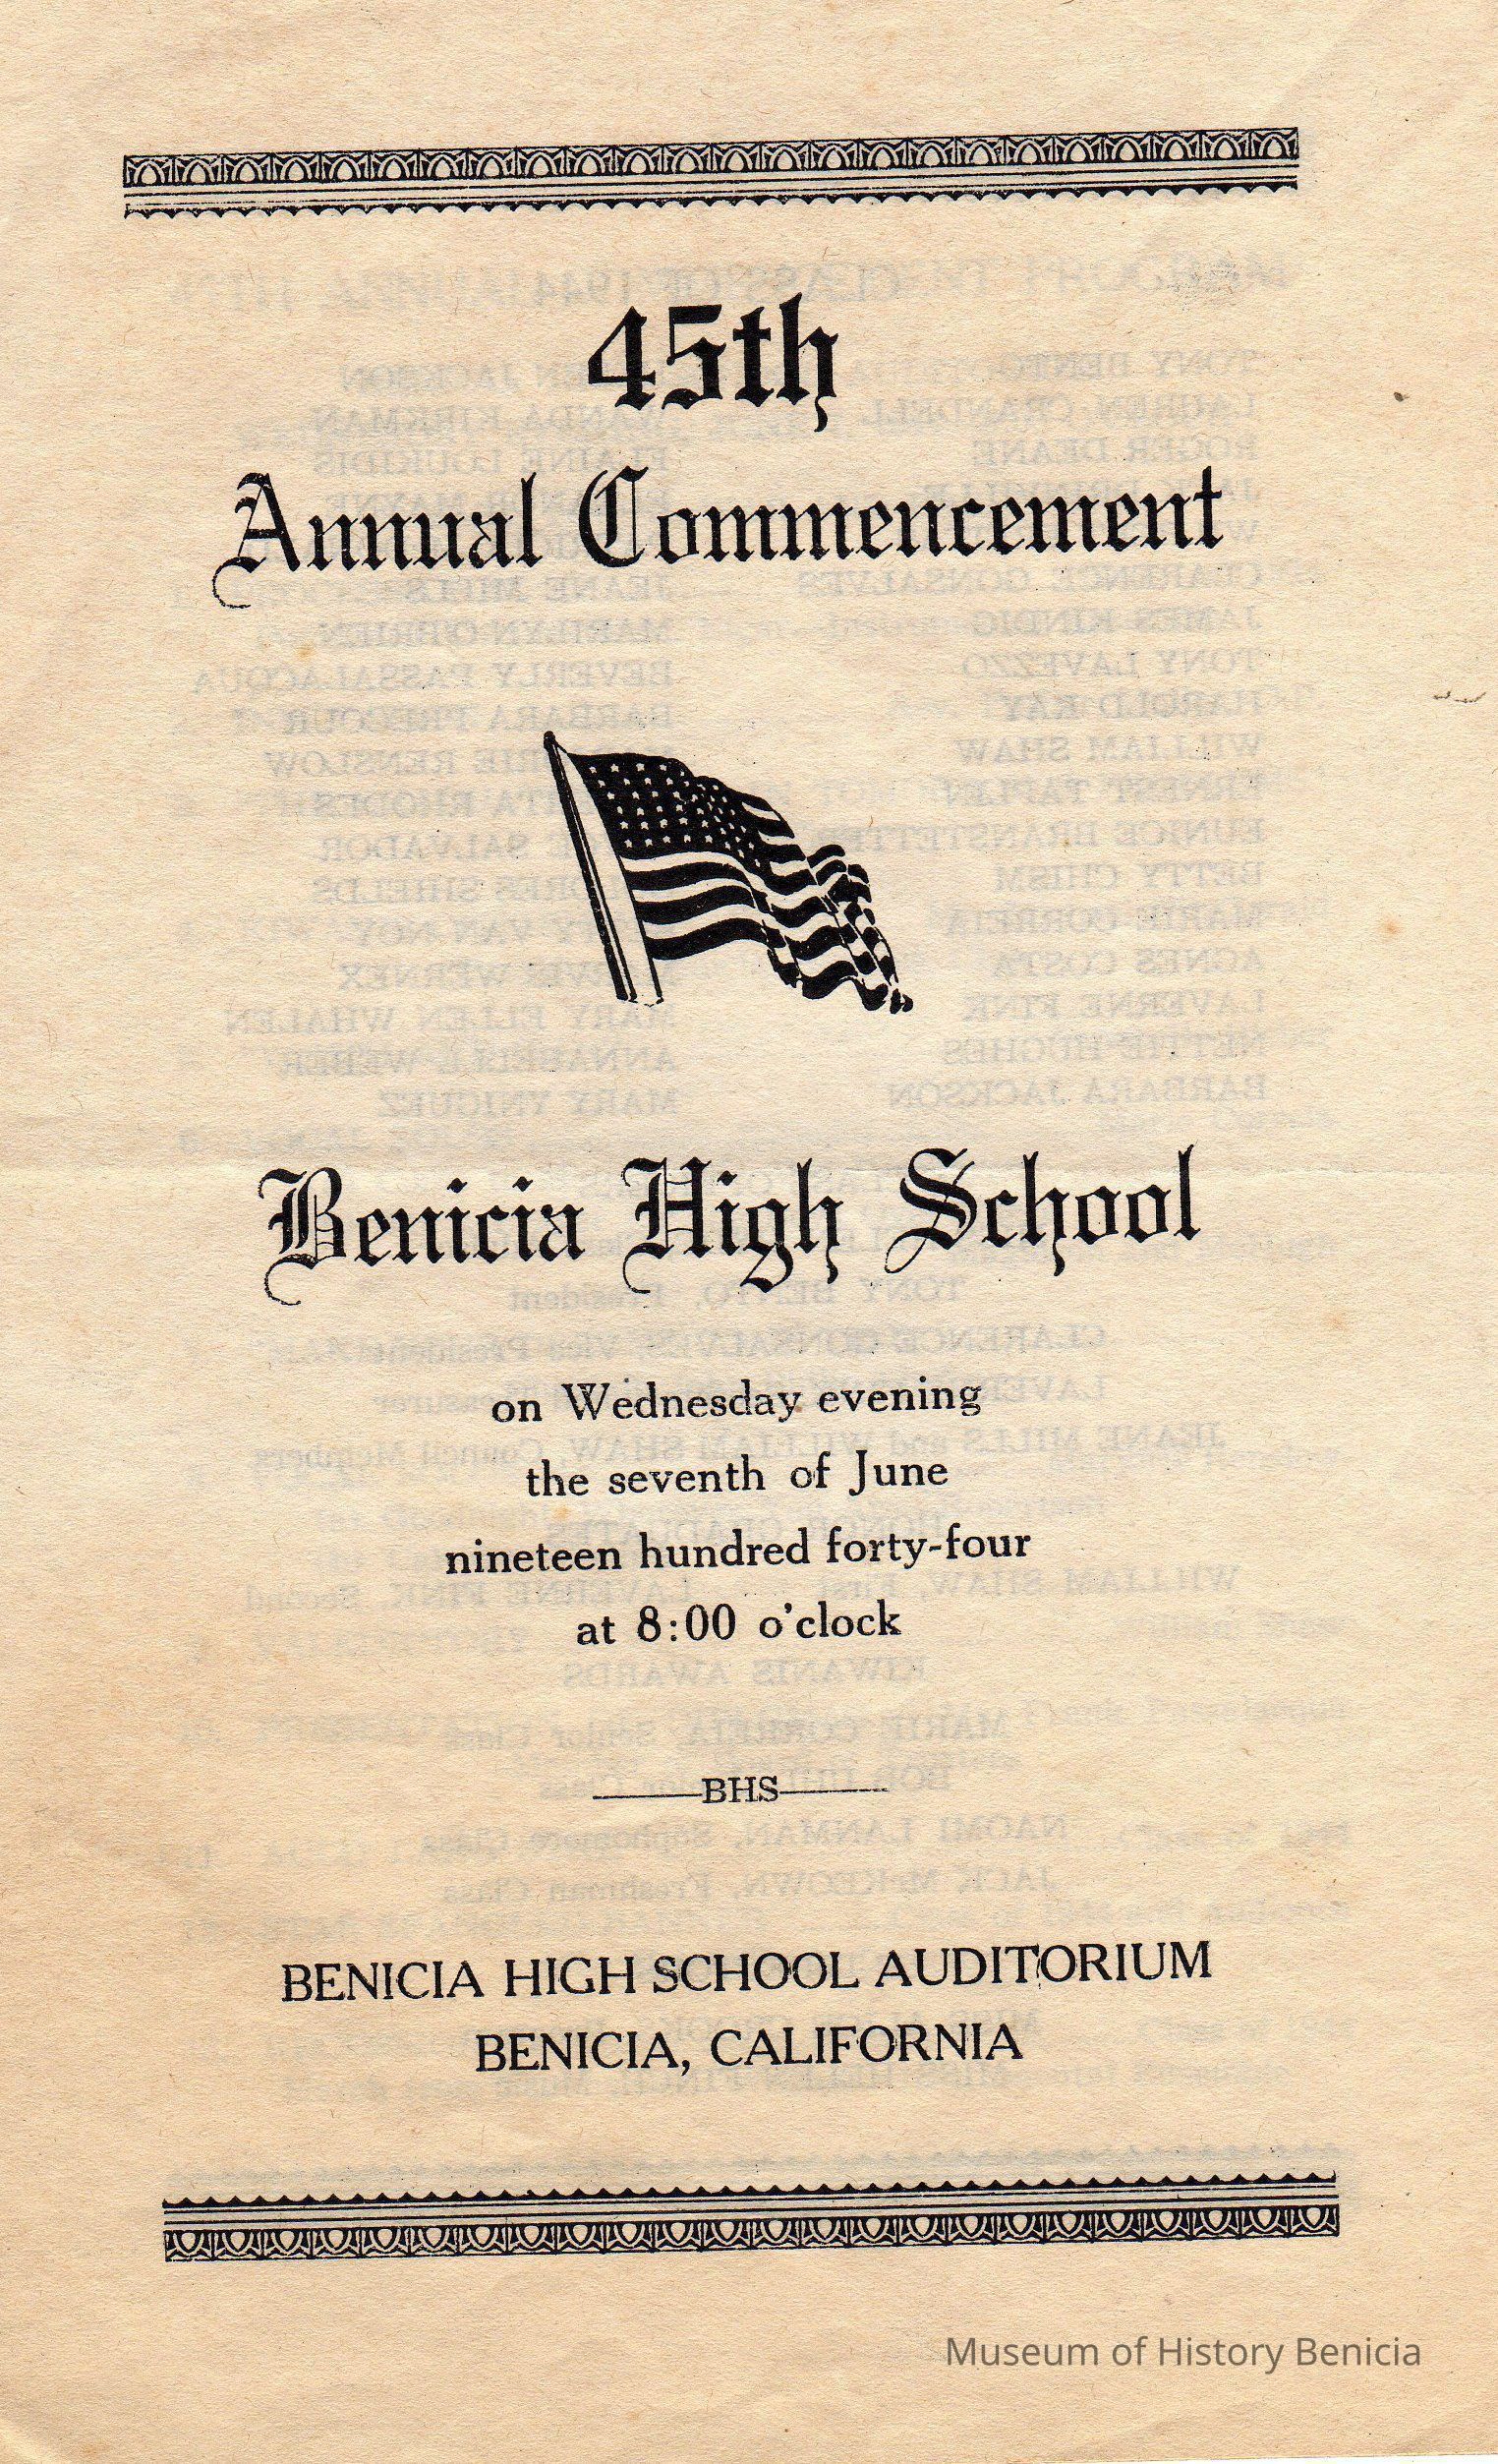 45th
Annual Commencement
Benicia High School
on Wednesday evening
the seventh of June
nineteen hundred forty-four
at 8:00 o'clock
BHS
BENICIA HIGH SCHOOL AUDITORIUM
BENICIA, CALIFORNIA
Museum of History Benicia